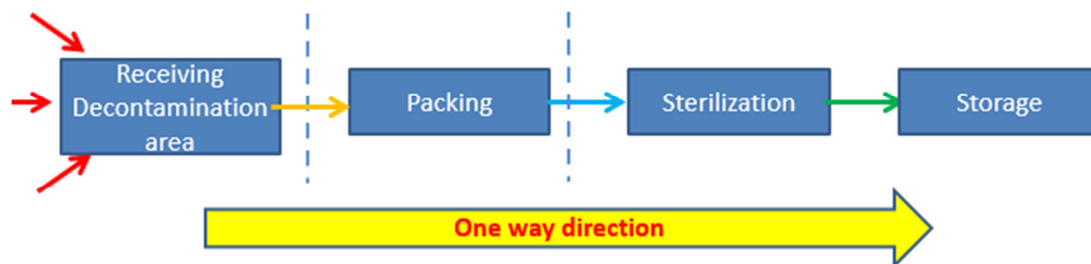 Receiving
Decontamination
area
Packing
Sterilization
Storage
One way direction